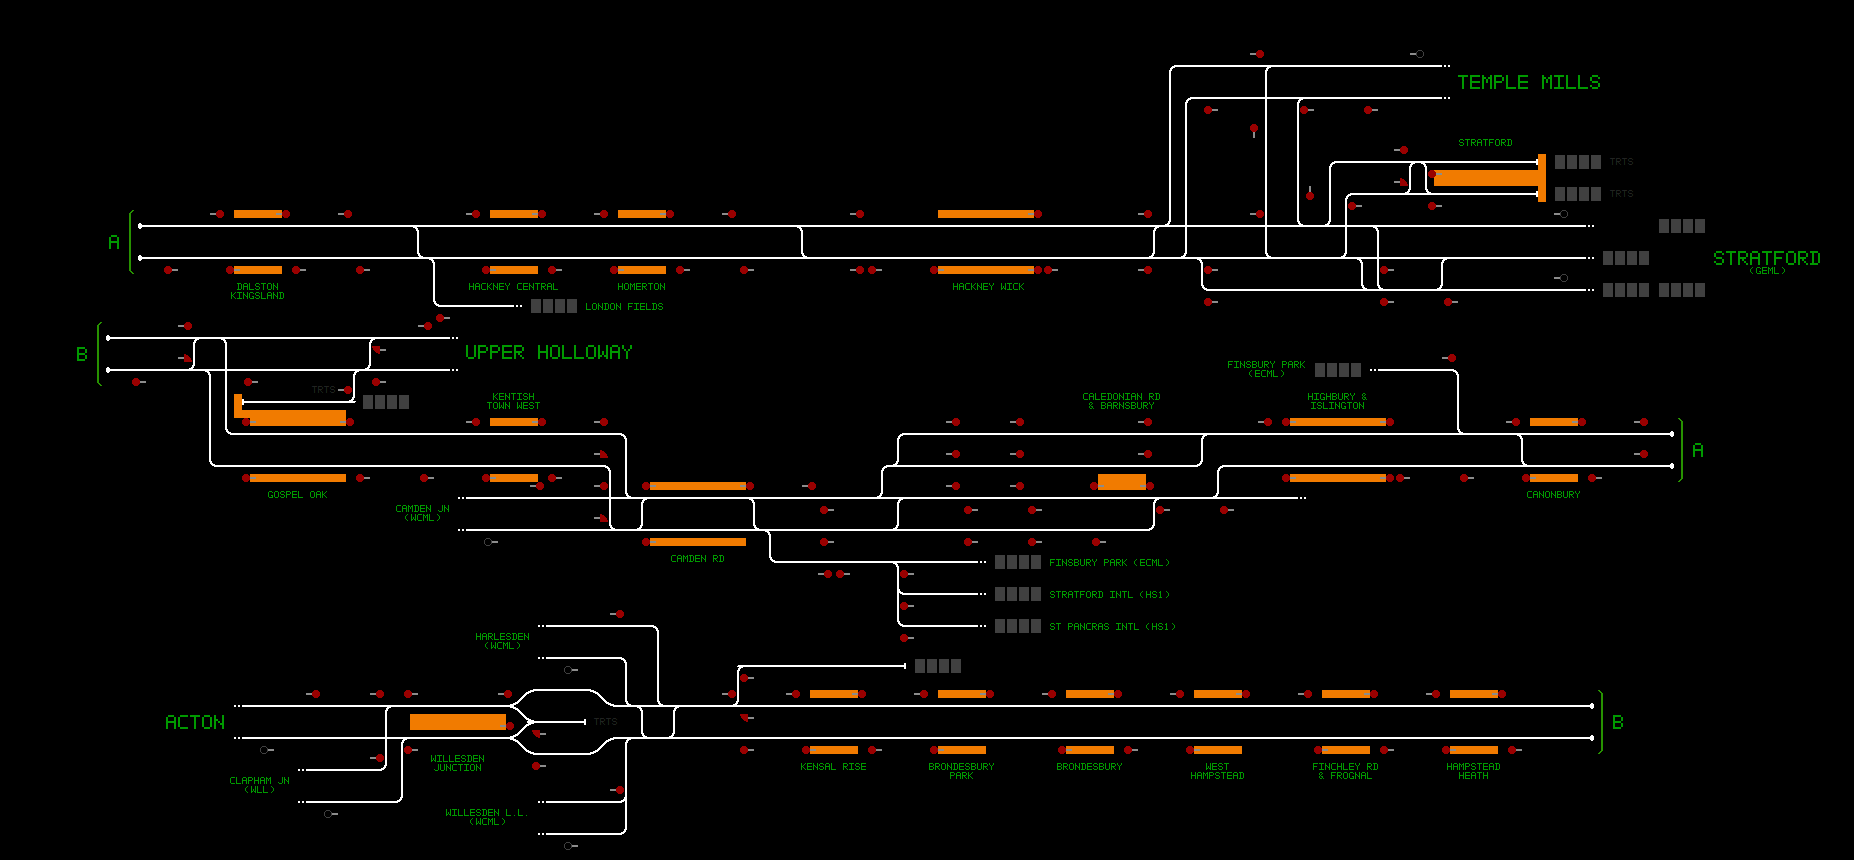 TEMPLE MILLS
STRATFORD
TRTS
TRTS
A
STRATFORD
(GEML)
DALSTON
KINGSLAND
HACKNEY CENTRAL
HOMERTON
HACKNEY WICK
LONDON FIELDS
B
UPPER HOLLOWAY
FINSBURY PARK
(ECML)
TRTS
KENTISH
TOWN WEST
CALEDONIAN RD
& BARNSBURY
HIGHBURY &
ISLINGTON
A
GOSPEL OAK
CANONBURY
CAMDEN JN
(WCML)
CAMDEN RD
FINSBURY PARK (ECML)
STRATFORD INTL (HS1)
ST PANCRAS INTL (HS1)
HARLESDEN
(WCML)
ACTON
TRTS
B
WILLESDEN
JUNCTION
KENSAL RISE
BRONDESBURY
PARK
BRONDESBURY
WEST
HAMPSTEAD
FINCHLEY RD
& FROGNAL
HAMPSTEAD
HEATH
CLAPHAM JN
(WLL)
WILLESDEN L.L.
(WCML)